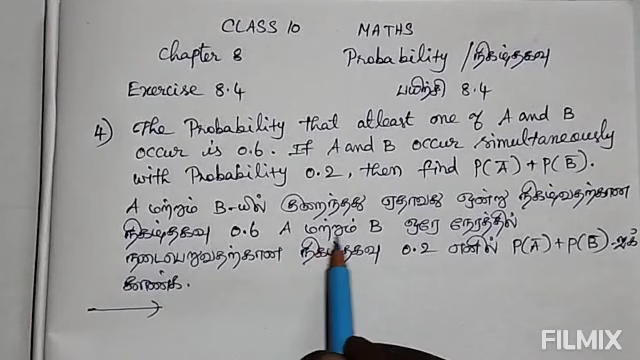 CLASS 10 MATHS
Chapter 8 Probability / நிகழ்தகவு
Exercise 8.4 பயிற்சி 8.4
4) The Probability that atleast one of A and B
occur is 0.6. If A and B occur simultaneously
with Probability 0.2, then find P(A̅) + P(B̅).
A மற்றும் B-யில் குறைந்தது ஏதாவது ஒன்று நிகழ்வதற்கான
நிகழ்தகவு 0.6 A மற்றும் B ஒரே நேரத்தில்
நடைபெறுவதற்கான நிகழ்தகவு 0.2 எனில் P(A̅)+P(B̅)-ஐக்
காண்க.
FILMIX